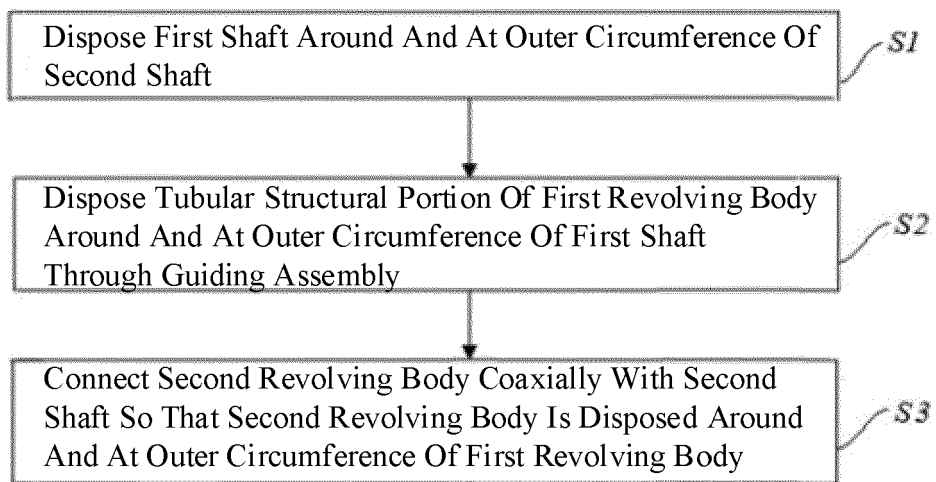 Dispose First Shaft Around And At Outer Circumference Of
Second Shaft
S1
Dispose Tubular Structural Portion Of First Revolving Body
Around And At Outer Circumference Of First Shaft
Through Guiding Assembly
S2
Connect Second Revolving Body Coaxially With Second
Shaft So That Second Revolving Body Is Disposed Around
And At Outer Circumference Of First Revolving Body
S3